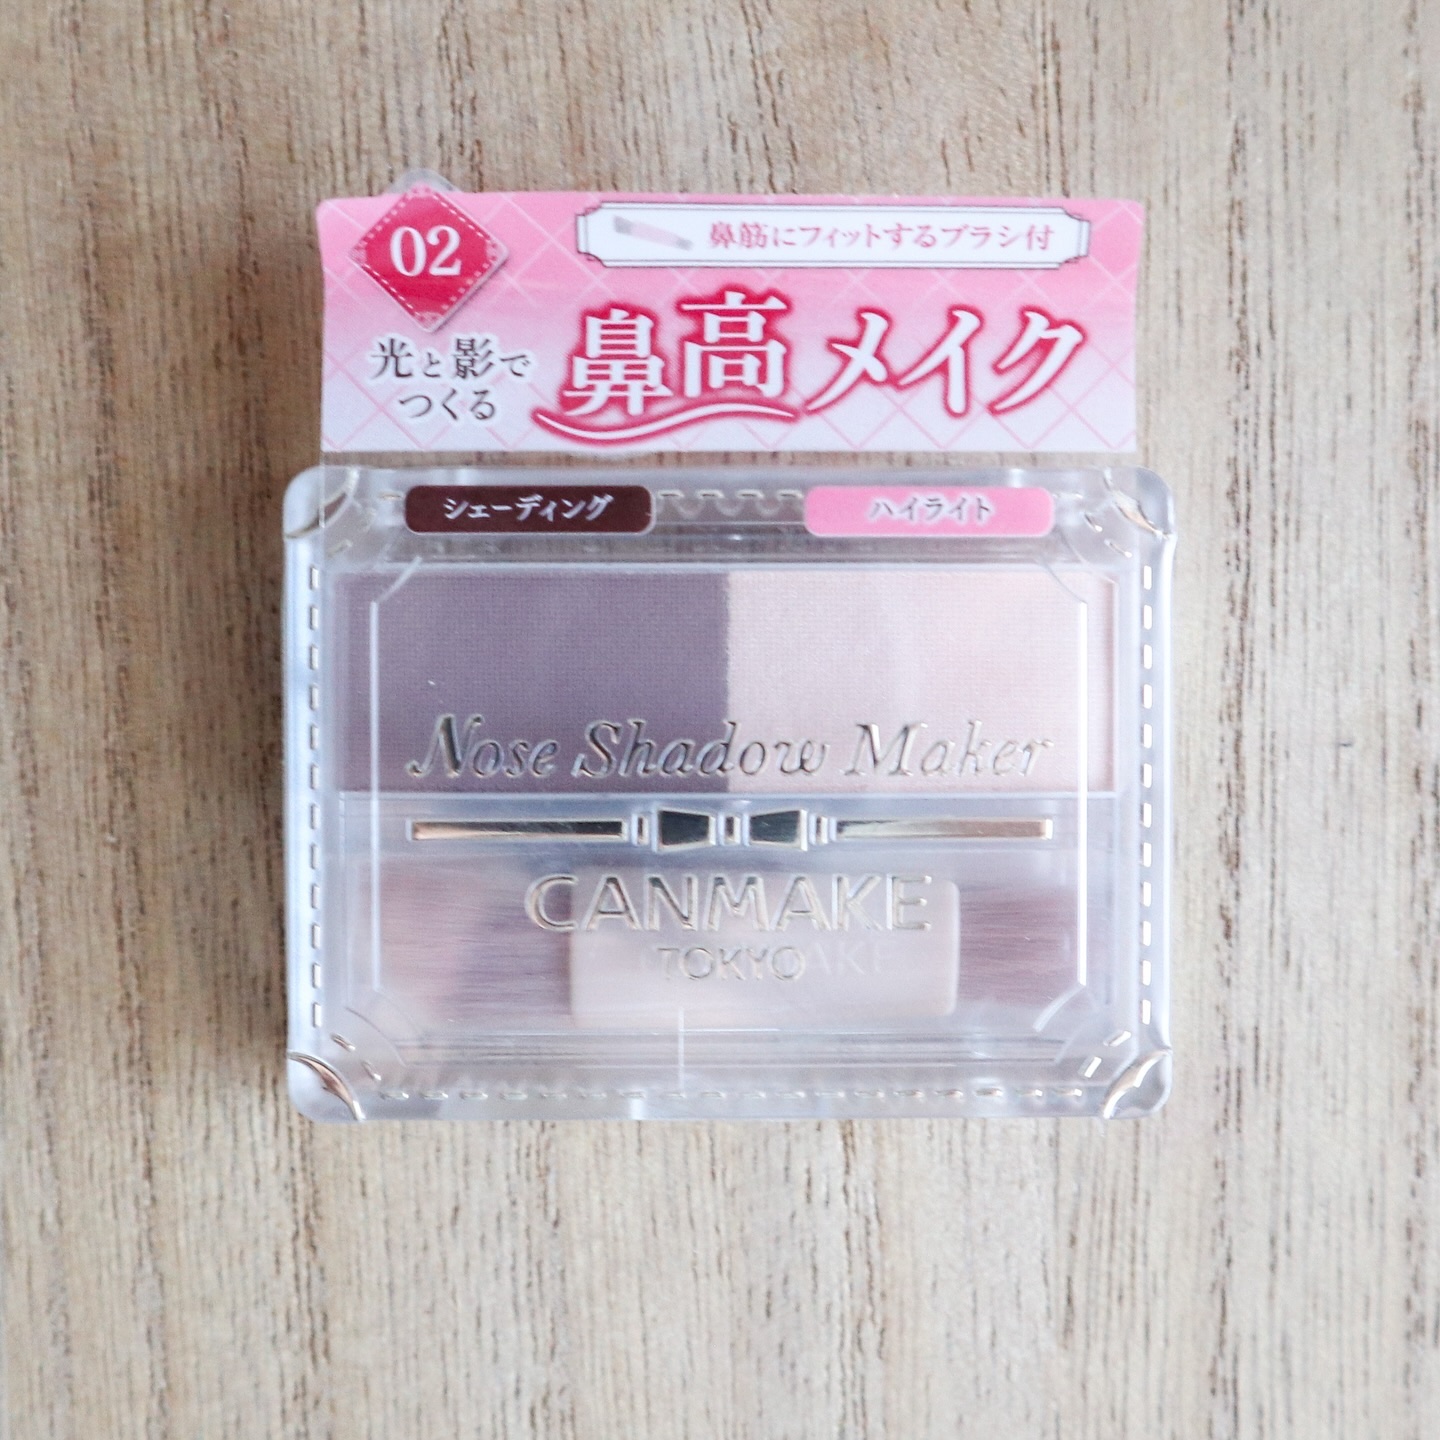 02
鼻筋にフィットするブラシ付
光と影で
つくる
鼻高メイク
シェーディング
ハイライト
Nose Shadow Maker
CANMAKE
TOKYO